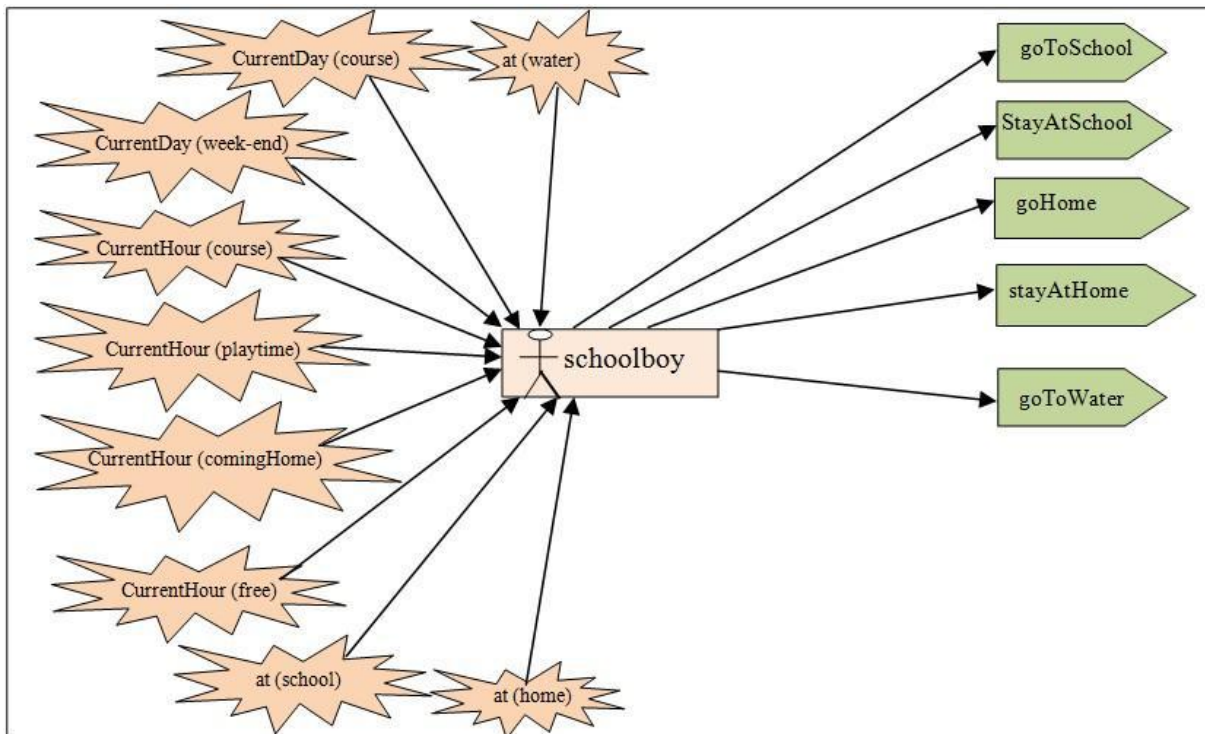 CurrentDay (course)
at (water)
CurrentDay (week-end)
CurrentHour (course)
CurrentHour (playtime)
CurrentHour (comingHome)
CurrentHour (free)
at (school)
at (home)
schoolboy
goToSchool
StayAtSchool
goHome
stayAtHome
goToWater